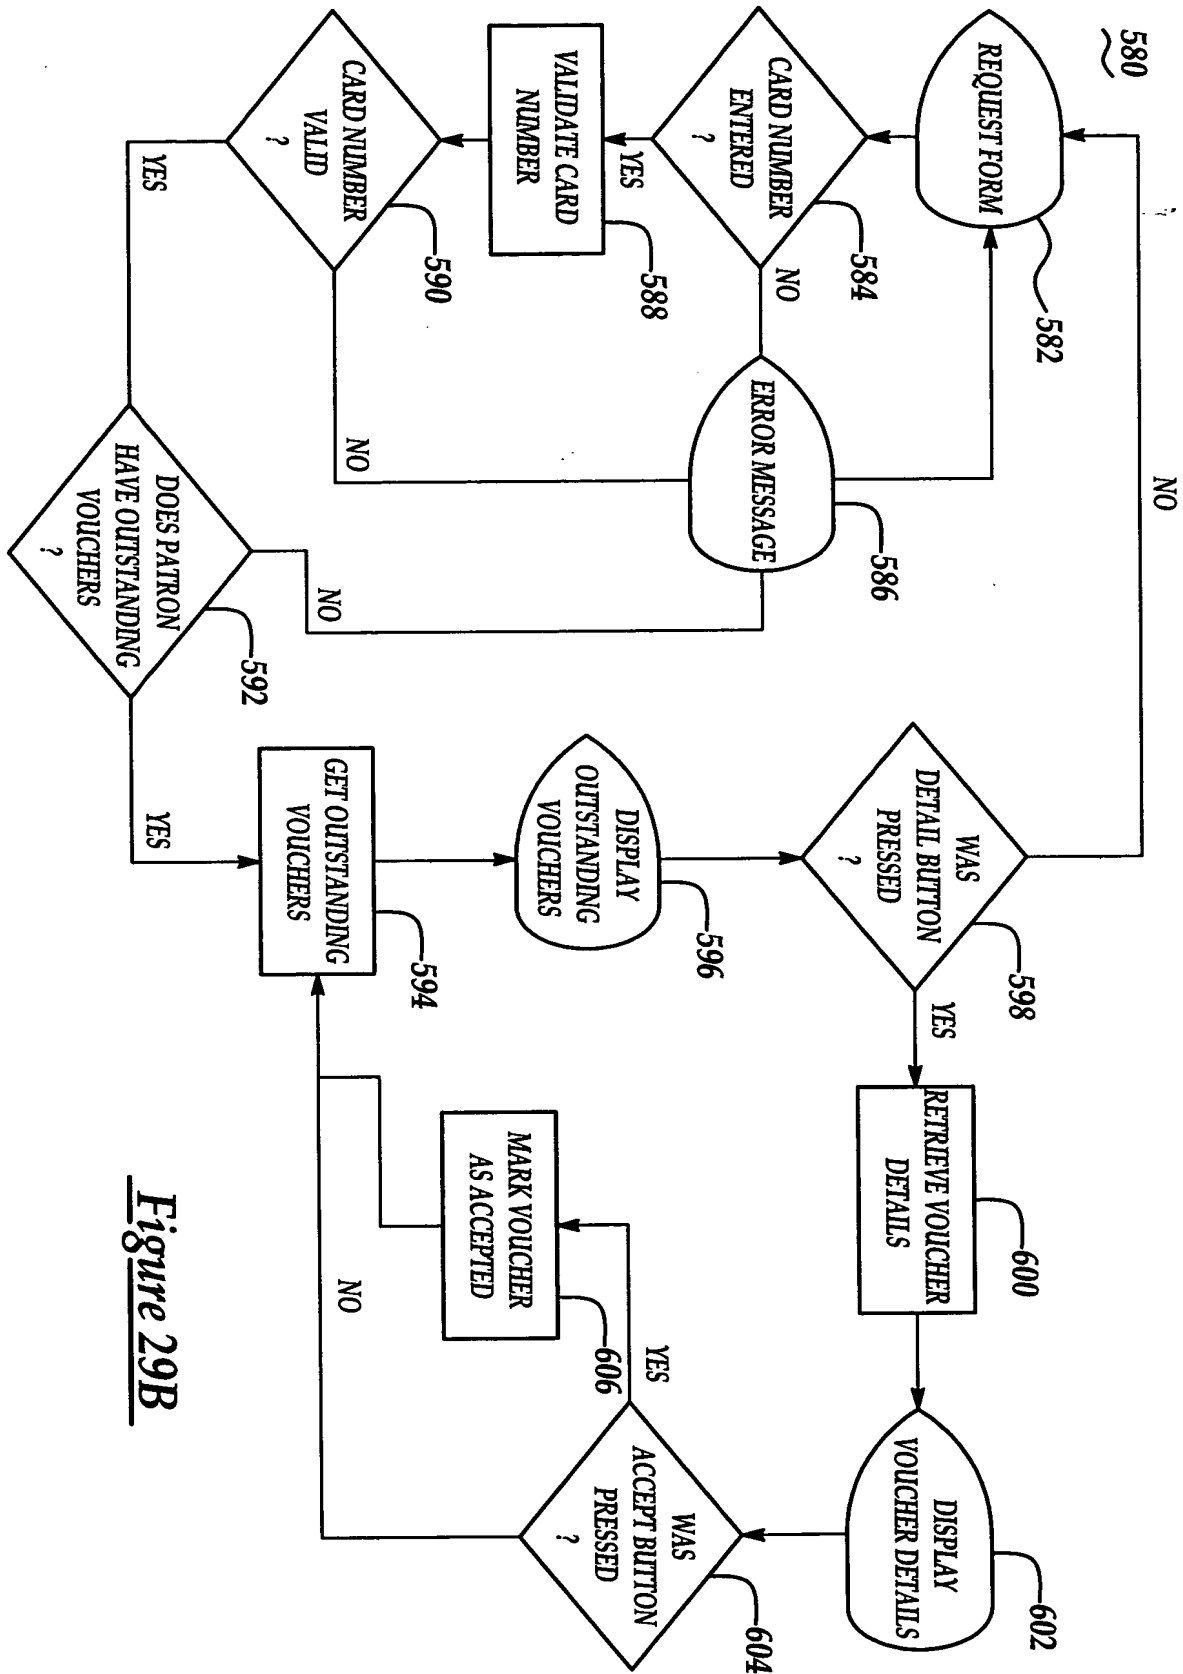 580
REQUEST FORM
582
CARD NUMBER
ENTERED
?
584
NO
YES
ERROR MESSAGE
586
VALIDATE CARD
NUMBER
588
CARD NUMBER
VALID
?
590
NO
YES
DOES PATRON
HAVE OUTSTANDING
VOUCHERS
?
592
NO
YES
GET OUTSTANDING
VOUCHERS
594
DISPLAY
OUTSTANDING
VOUCHERS
596
WAS
DETAIL BUTTON
PRESSED
?
598
NO
YES
RETRIEVE VOUCHER
DETAILS
600
DISPLAY
VOUCHER DETAILS
602
WAS
ACCEPT BUTTON
PRESSED
?
604
YES
NO
MARK VOUCHER
AS ACCEPTED
606
Figure 29B